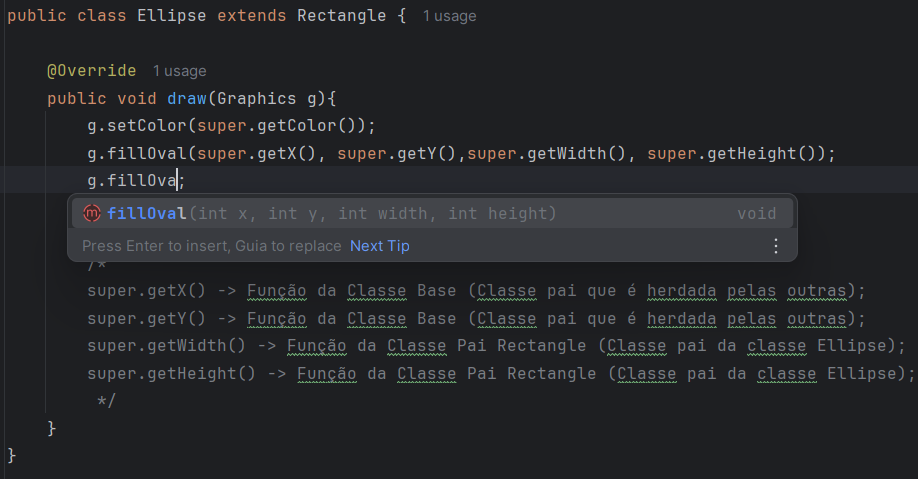 public class Ellipse extends Rectangle { 1 usage
@Override 1 usage
public void draw(Graphics g){
g.setColor(super.getColor());
g.fillOval(super.getX(), super.getY(),super.getWidth(), super.getHeight());
g.fillOva;
m fillOval(int x, int y, int width, int height) void
Press Enter to insert, Guia to replace Next Tip
/*
super.getX() -> Função da Classe Base (Classe pai que é herdada pelas outras);
super.getY() -> Função da Classe Base (Classe pai que é herdada pelas outras);
super.getWidth() -> Função da Classe Pai Rectangle (Classe pai da classe Ellipse);
super.getHeight() -> Função da Classe Pai Rectangle (Classe pai da classe Ellipse);
*/
}
}